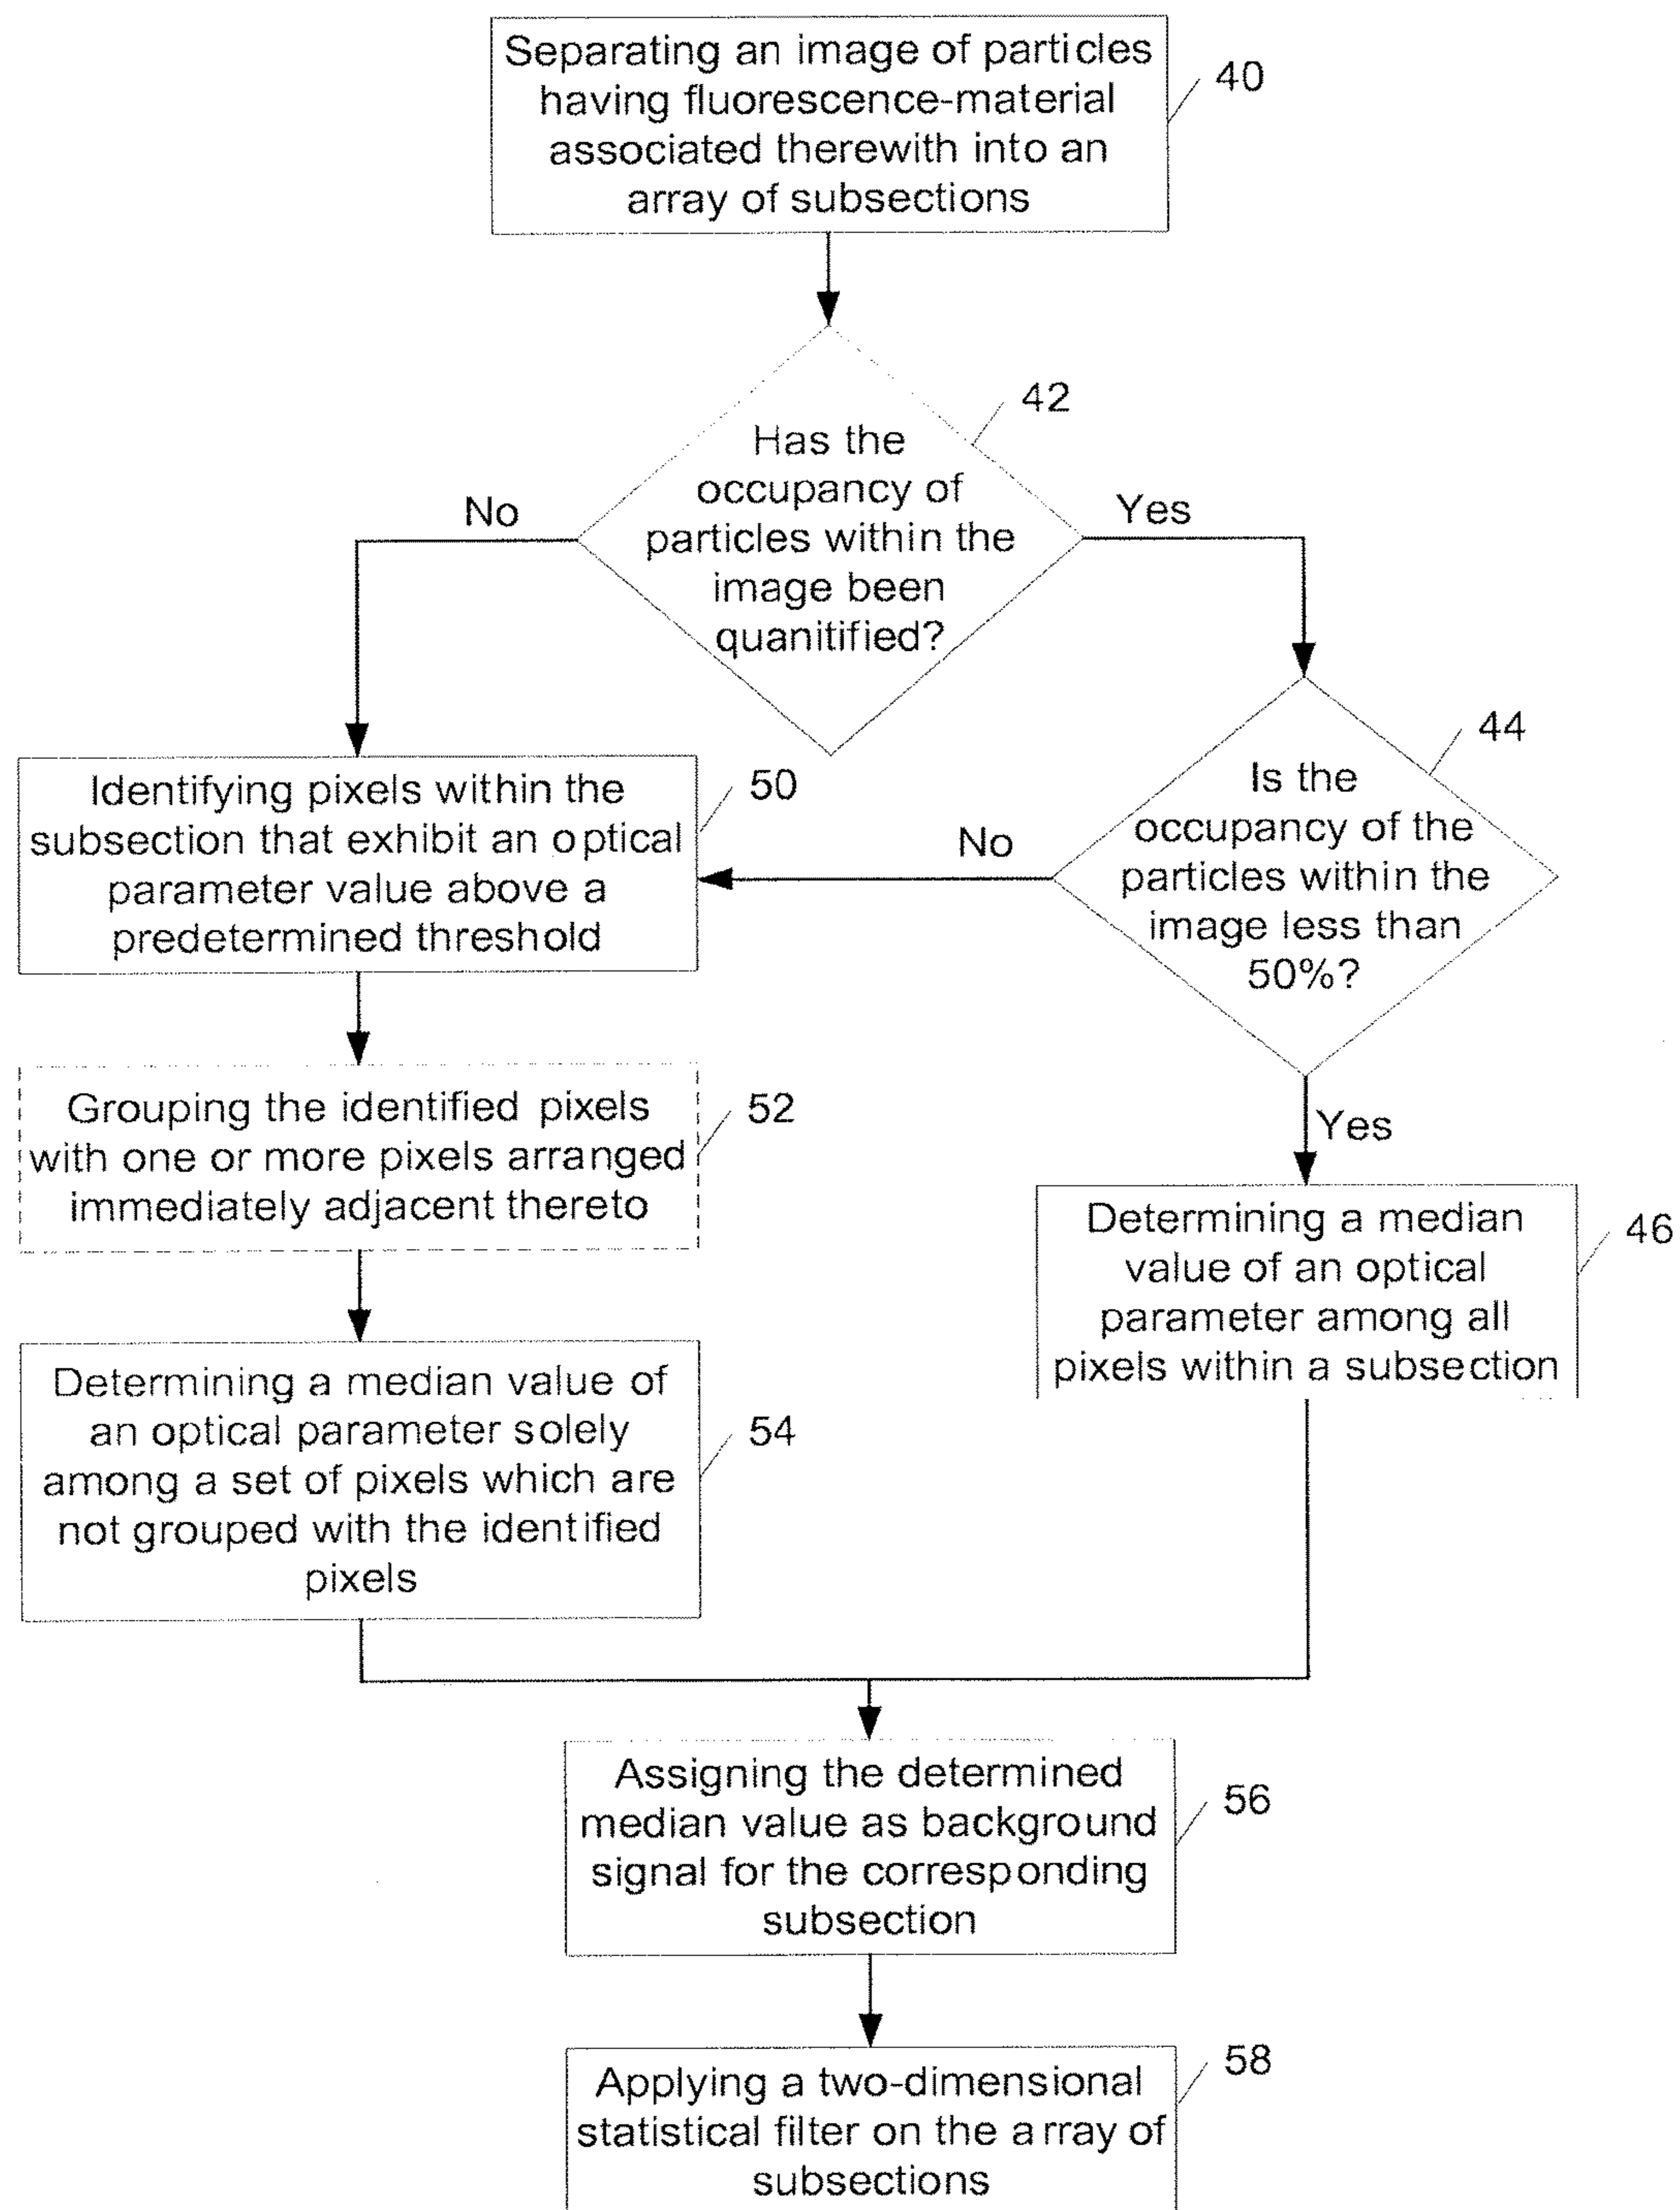 Separating an image of particles
having fluorescence-material
associated therewith into an
array of subsections
40
42
Has the
occupancy of
particles within the
image been
quanitified?
No
Yes
44
Is the
occupancy of the
particles within the
image less than
50%?
No
Yes
50
Identifying pixels within the
subsection that exhibit an optical
parameter value above a
predetermined threshold
52
Grouping the identified pixels
with one or more pixels arranged
immediately adjacent thereto
46
Determining a median
value of an optical
parameter among all
pixels within a subsection
54
Determining a median value of
an optical parameter solely
among a set of pixels which are
not grouped with the identified
pixels
56
Assigning the determined
median value as background
signal for the corresponding
subsection
58
Applying a two-dimensional
statistical filter on the array of
subsections